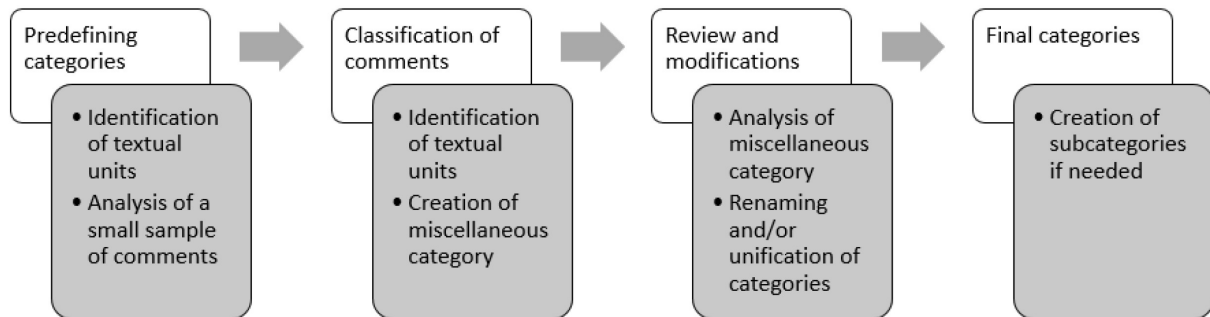 Predefining
categories
• Identification
of textual
units
• Analysis of a
small sample
of comments
Classification of
comments
• Identification
of textual
units
• Creation of
miscellaneous
category
Review and
modifications
• Analysis of
miscellaneous
category
• Renaming
and/or
unification of
categories
Final categories
• Creation of
subcategories
if needed